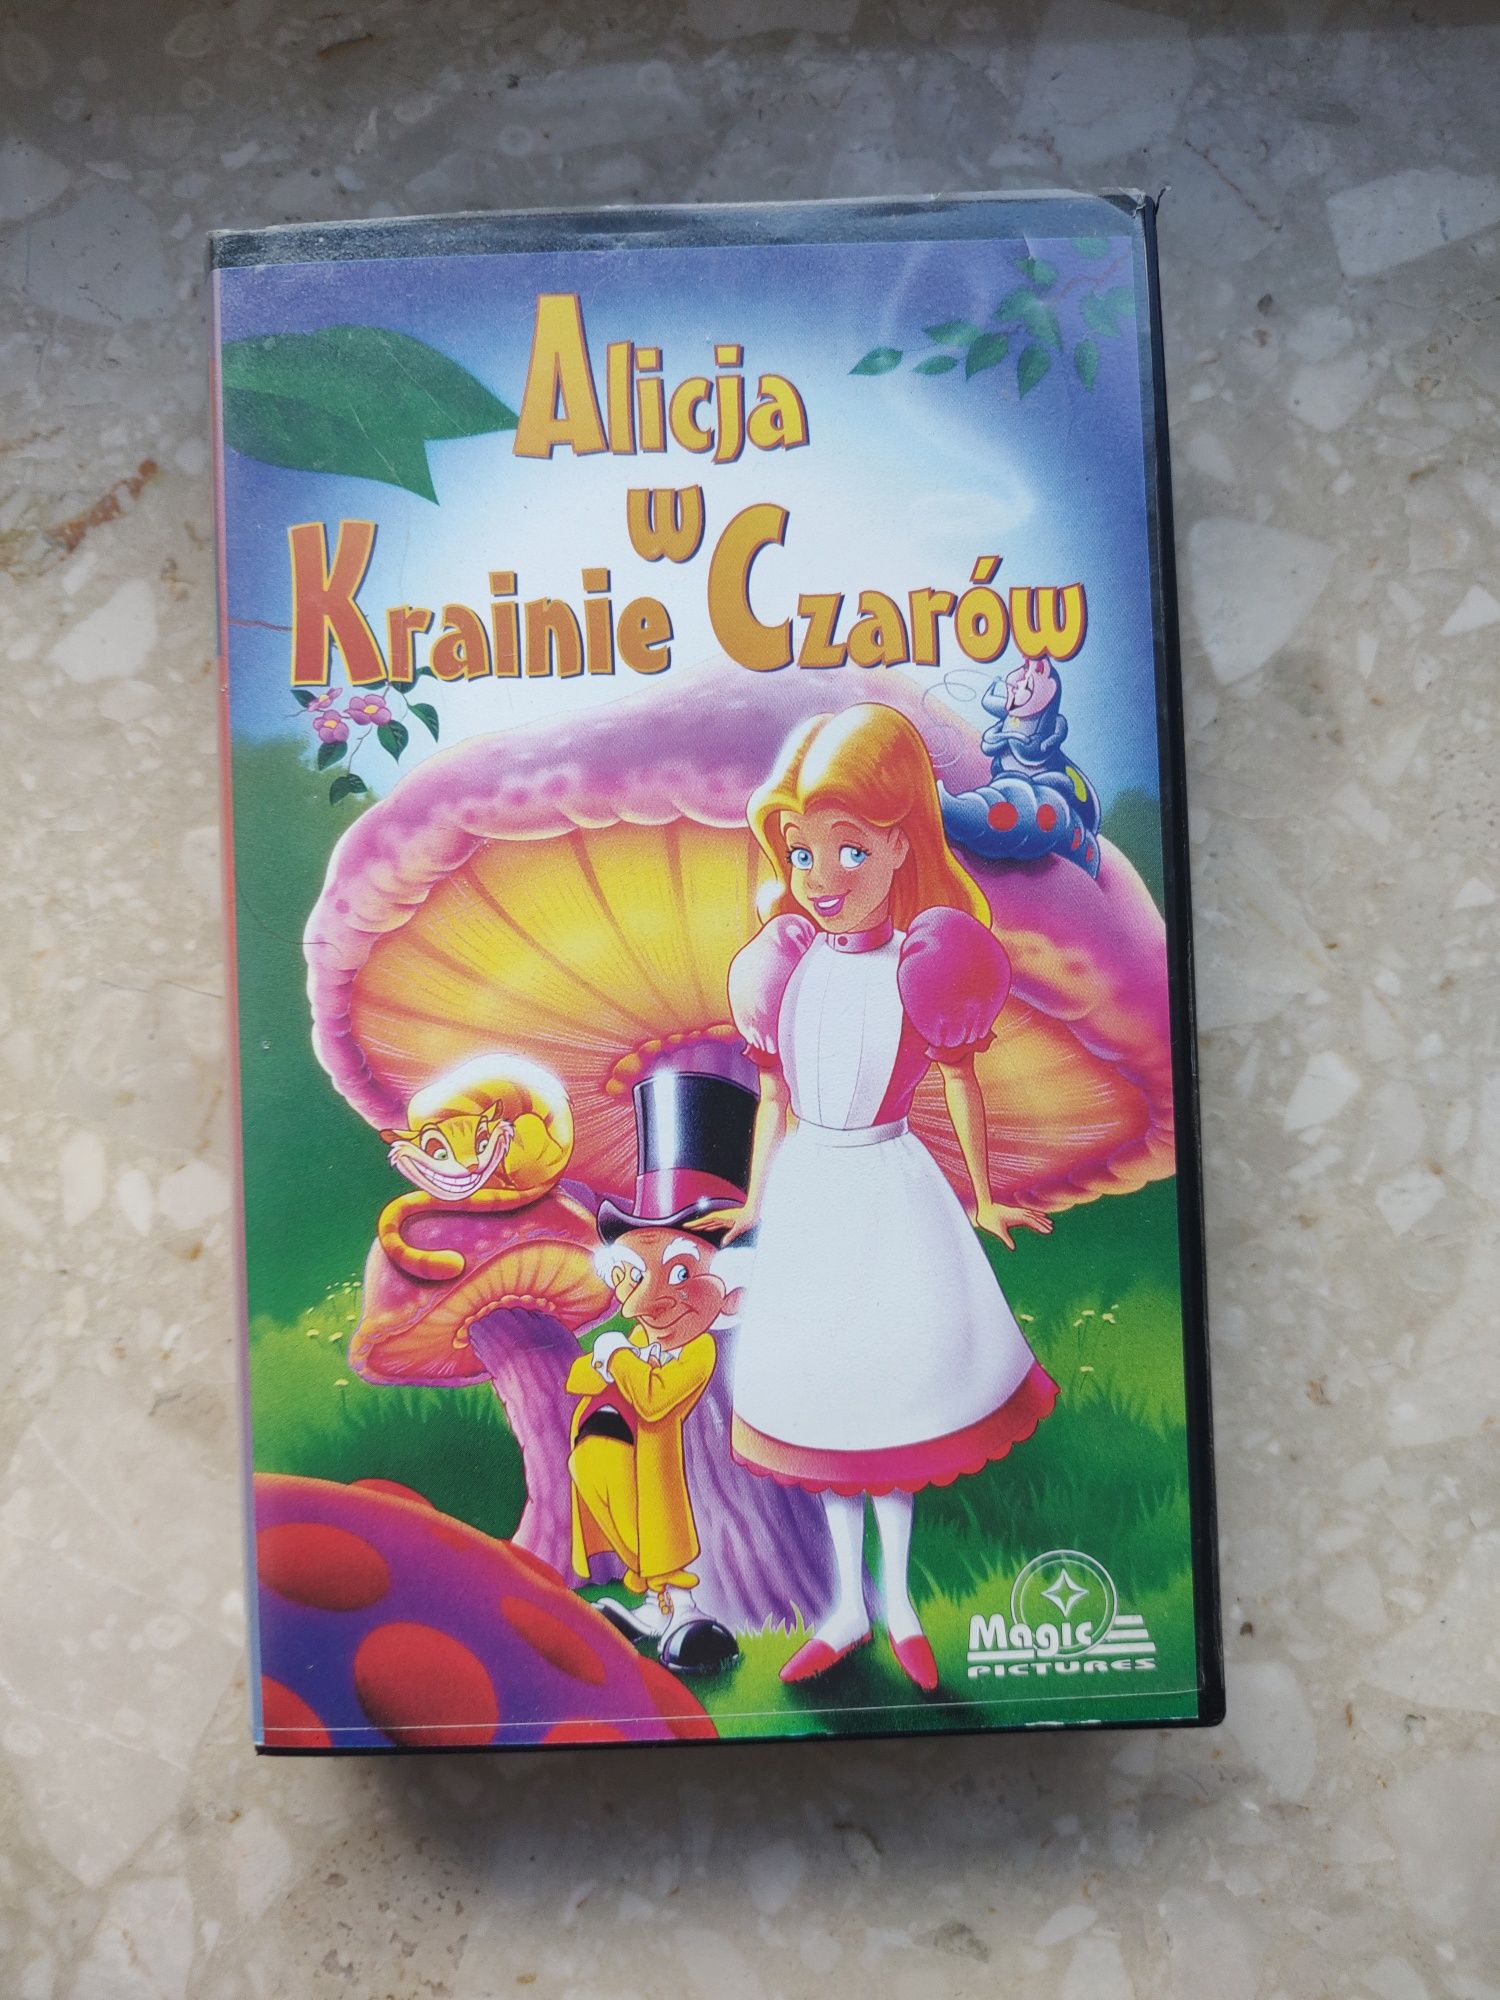 Alicja
w
Krainie Czarów
Magic
PICTURES